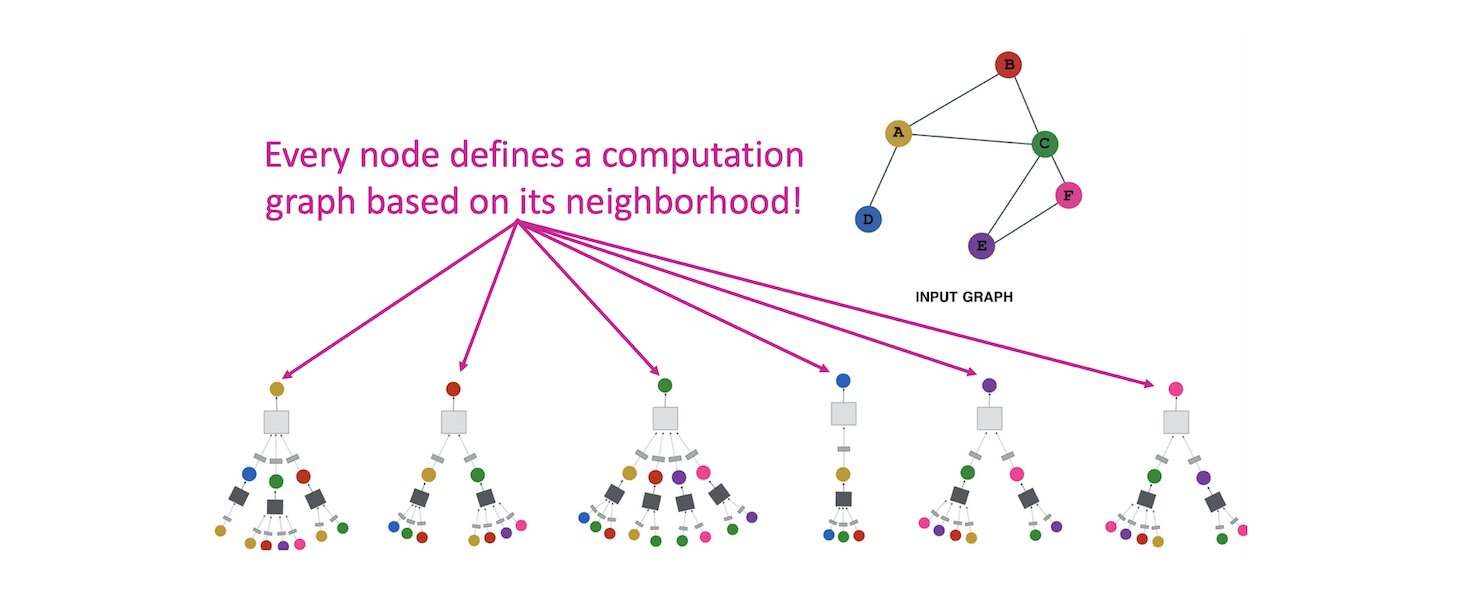 Every node defines a computation
graph based on its neighborhood!
B
A
C
F
D
E
INPUT GRAPH